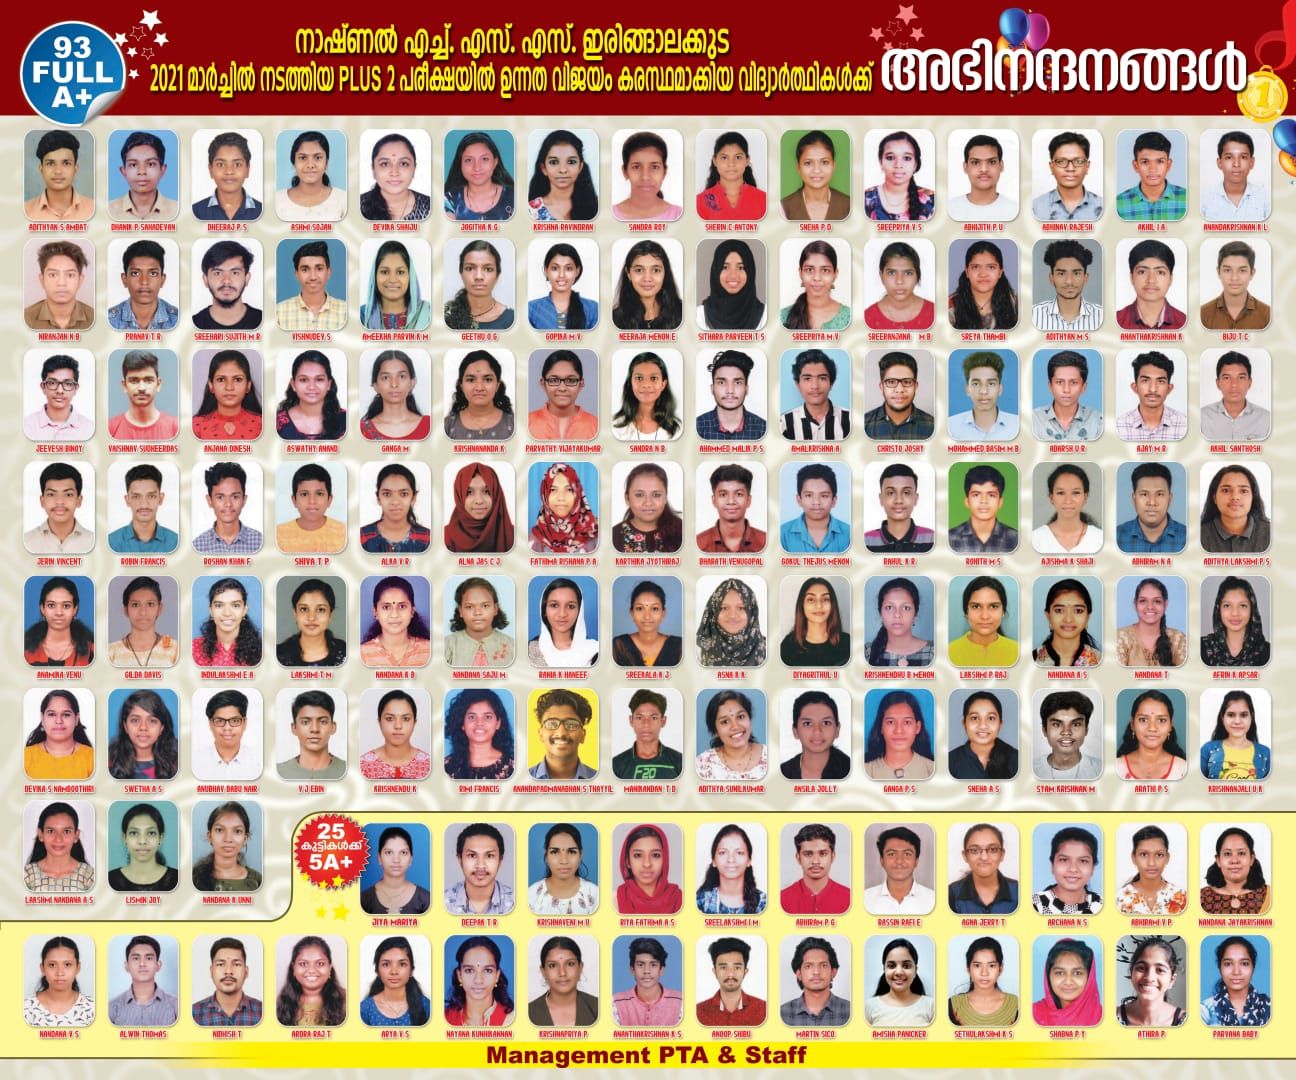 93
FULL
A+
നാഷ്ണൽ എച്ച്. എസ്. എസ്. ഇരിങ്ങാലക്കുട
2021 മാർച്ചിൽ നടത്തിയ PLUS 2 പരീക്ഷയിൽ ഉന്നത വിജയം കരസ്ഥമാക്കിയ വിദ്യാർത്ഥികൾക്ക്
അഭിനന്ദനങ്ങൾ
1
ADITHYAN S AMBAT DHANIK P SAHADEVAN DHEERAJ P S ASHMI SOJAN DEVIKA SHAIJU JOGITHA K G KRISHNA RAVINDRAN SANDRA ROY SHERIN C ANTONY SNEHA P D SREEPRIYA V S ABHIJITH P U ABHINAV RAJESH AKHIL I A ANANDAKRISHNAN K L
NIRANJAN N B PRANAV T R SREEHARI SUJITH M R VISHNUDEV S AMEEKHA PARVIN K M GEETHU O G GOPIKA M V NEERAJA MENON E SITHARA PARVEEN T S SREEPRIYA M V SREERANJANA M B SREYA THAMBI ADITHYAN M S ANANTHAKRISHNAN K BIJU T C
JEEVESH BINOY VAISHNAV SUDHEERDAS ANJANA DINESH ASWATHY ANAND GANGA M KRISHNANANDA K PARVATHY VIJAYAKUMAR SANDRA N B AHAMMED MALIK P S AMALKRISHNA A CHRISTO JOSHY MOHAMMED BASIM M B ADARSH U R AJAY M R AKHIL SANTHOSH
JERIN VINCENT ROBIN FRANCIS ROSHAN KHAN F SHIVA T P ALKA V R ALNA JAS C J FATHIMA RISHANA P A KARTHIKA JYOTHIRAJ BHARATH VENUGOPAL GOKUL THEJUS MENON RAHUL K R ROHITH M S AJISHMA K SHAJI ABHIRAM N A ADITHYA LAKSHMI P S
ANAMIKA VENU GILDA DAVIS INDULAKSHMI E A LAKSHMI T M NANDANA K B NANDANA SAJU M RANIA K HANEEF SREEKALA K J ASNA K K DIYAGRITHUL U KRISHNENDHU B MENON LAKSHMI P RAJ NANDANA K S NANDANA T AFRIN K APSAR
DEVIKA S NAMBOOTHIRI SWETHA A S ANUBHAV BABU NAIR V J EBIN KRISHNENDU K RIMI FRANCIS ANANDAPADMANABHAN S THAYYIL MANIKANDAN T D ADITHYA SUNILKUMAR ANSILA JOLLY GANGA P S SNEHA A S SYAM KRISHNAN M ARATHI P S KRISHNANJALI U K
F20
LAKSHMI NANDANA A S LISMIN JOY NANDANA K UNNI
25
കുട്ടികൾക്ക്
5A+
JIYA MARIYA DEEPAK T R KRISHNAVENI M U RIYA FATHIMA A S SREELAKSHMI M ABHIRAM P G RASSIN RAFI E AGNA JERRY T ARCHANA N S ABHIRAMI V P NANDANA JAYAKRISHNAN
NANDANA V S ALWIN THOMAS NIDHISH T ARDRA RAJ T ARYA V S NAYANA KUNHIKANNAN KRISHNAPRIYA P ANANTHAKRISHNAN K S ANOOP SHIBU MARTIN SICO AMISHA PANICKER SETHULAKSHMI K S SHABNA P Y ATHIRA P PARVANA BABY
Management PTA & Staff